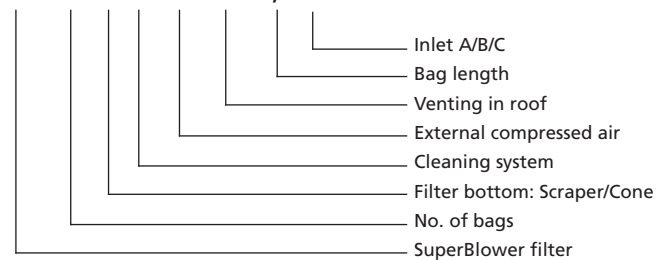 Inlet A/B/C
Bag length
Venting in roof
External compressed air
Cleaning system
Filter bottom: Scraper/Cone
No. of bags
SuperBlower filter